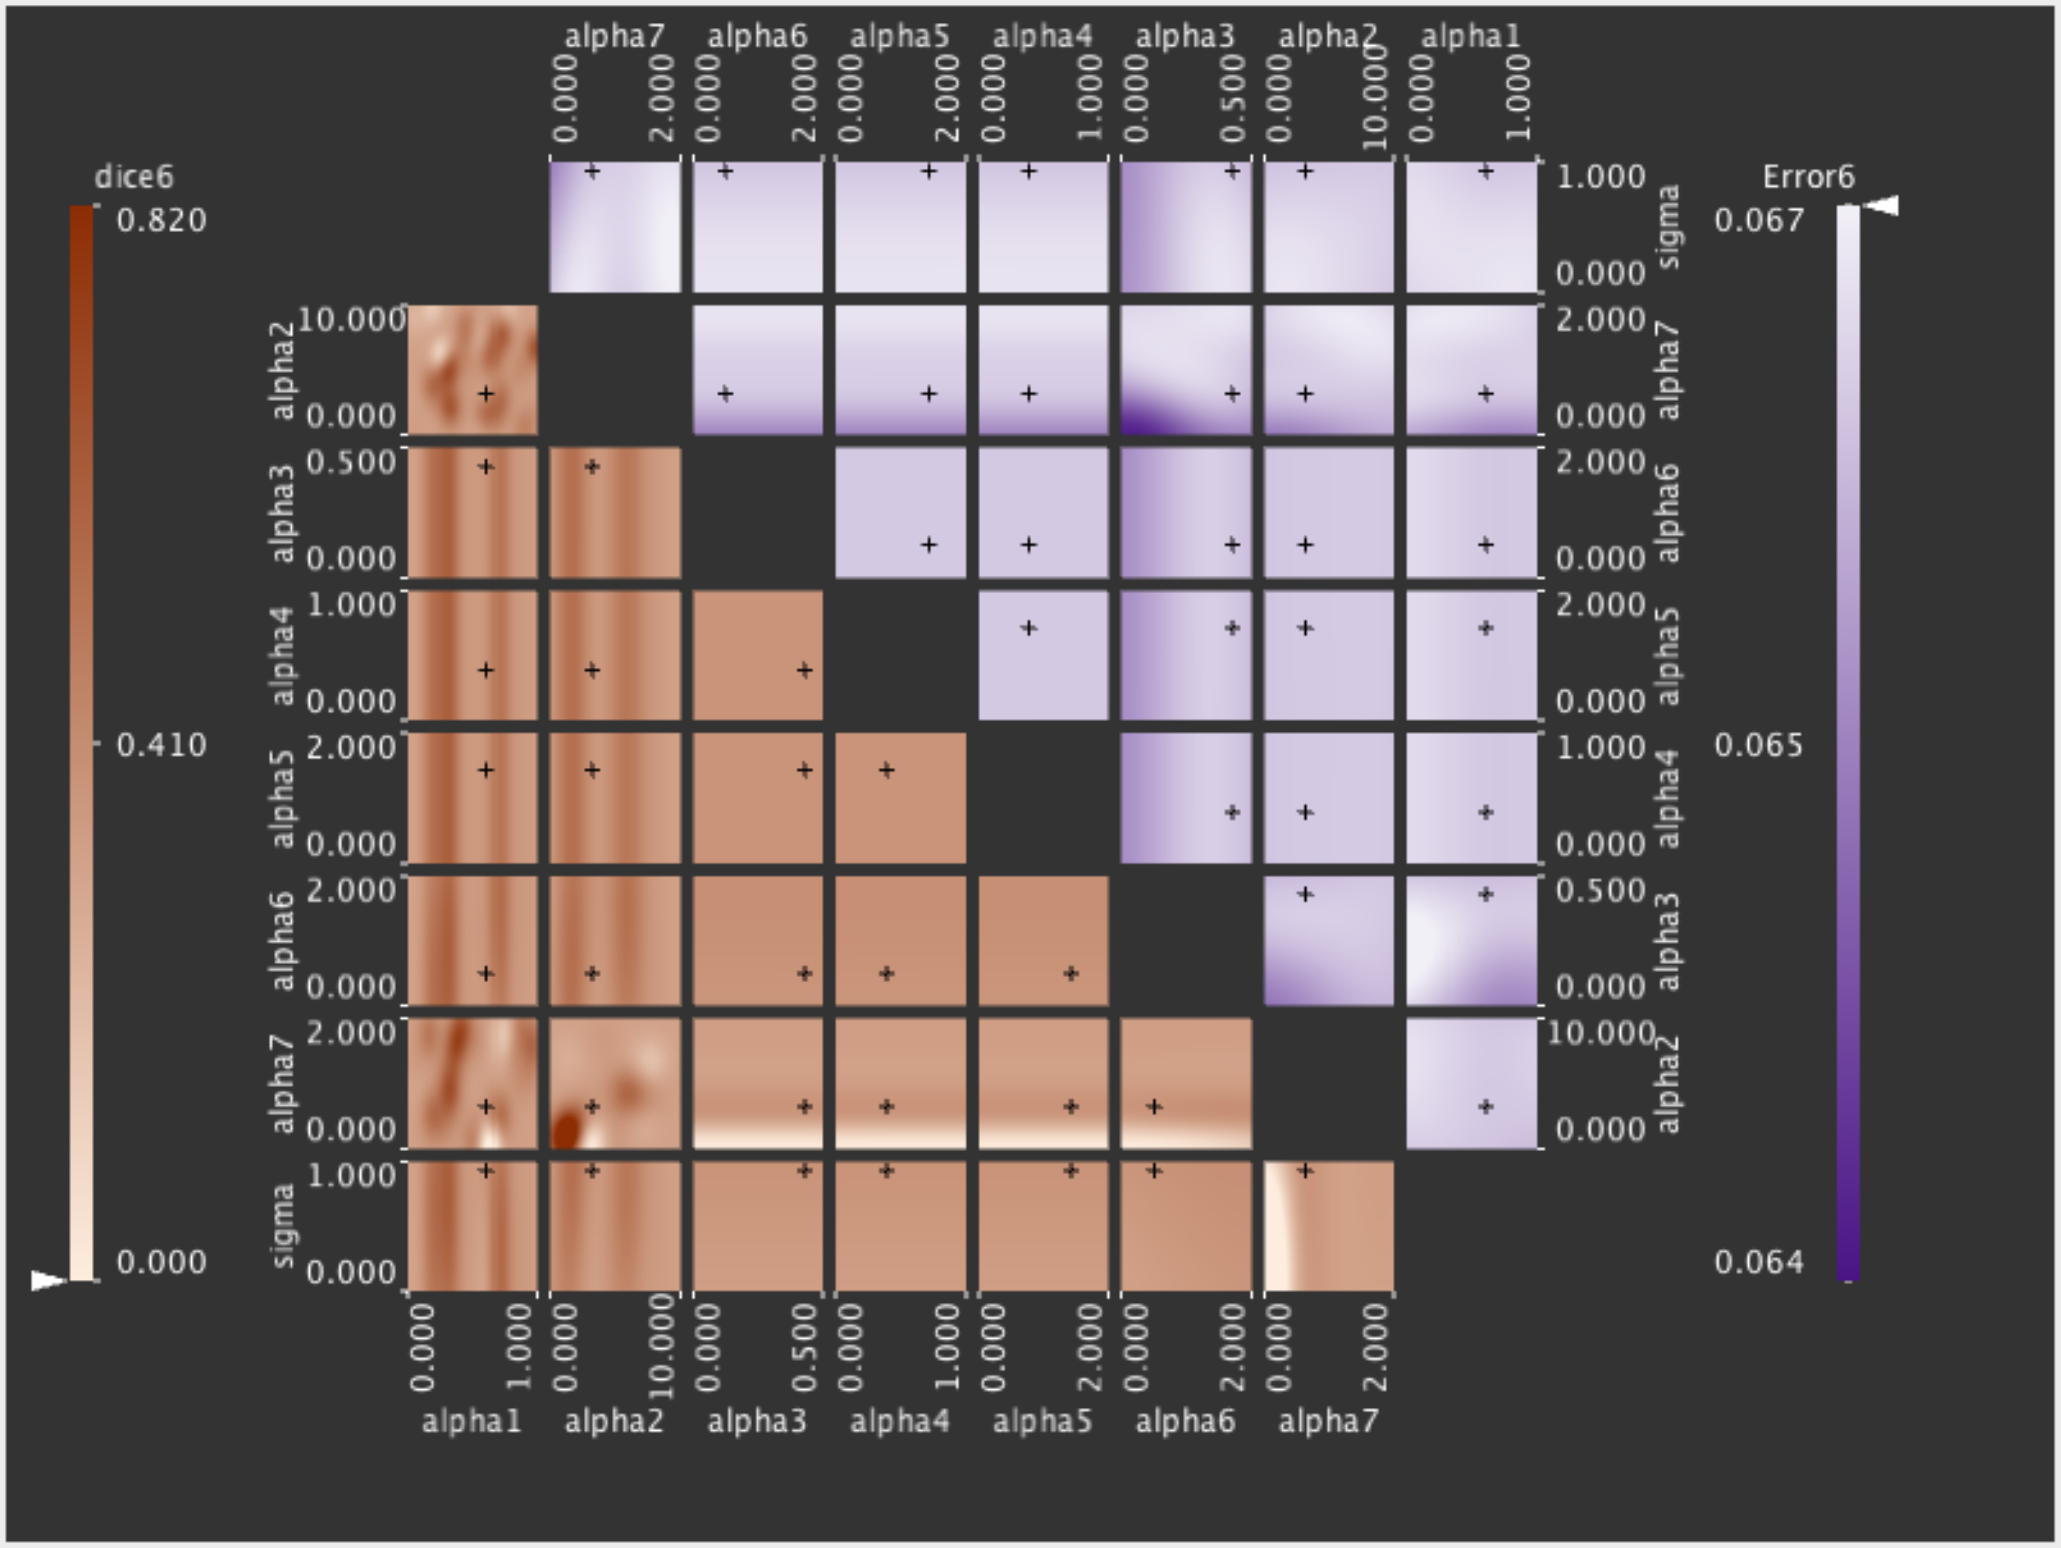 alpha7 alpha6 alpha5 alpha4 alpha3 alpha2 alpha1
0.000 2.000 0.000 2.000 0.000 2.000 0.000 1.000 0.000 0.500 0.000 10.000 0.000 1.000
dice6
0.820
0.410
0.000
Error6
0.067
0.065
0.064
1.000
0.000
sigma
alpha2
10.000
0.000
2.000
0.000
alpha7
alpha3
0.500
0.000
2.000
0.000
alpha6
alpha4
1.000
0.000
2.000
0.000
alpha5
alpha5
2.000
0.000
1.000
0.000
alpha4
alpha6
2.000
0.000
0.500
0.000
alpha3
alpha7
2.000
0.000
10.000
0.000
alpha2
sigma
1.000
0.000
0.000 1.000 0.000 10.000 0.000 0.500 0.000 1.000 0.000 2.000 0.000 2.000 0.000 2.000
alpha1 alpha2 alpha3 alpha4 alpha5 alpha6 alpha7